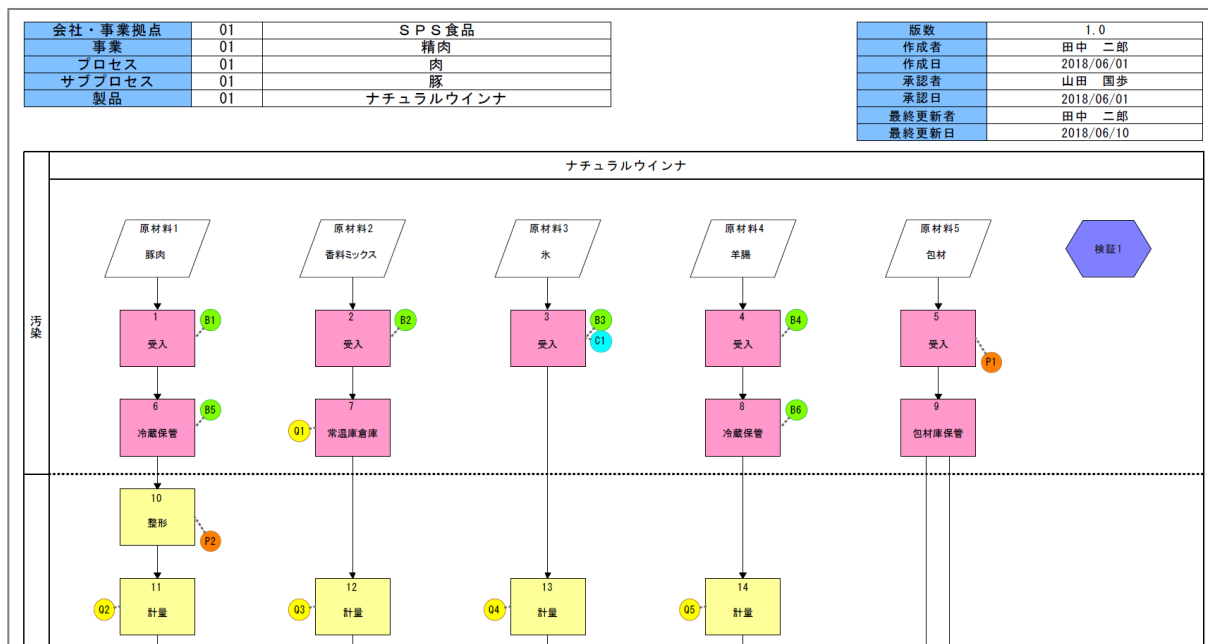 会社・事業拠点 01 ＳＰＳ食品
事業 01 精肉
プロセス 01 肉
サブプロセス 01 豚
製品 01 ナチュラルウインナ
版数 1.0
作成者 田中　二郎
作成日 2018/06/01
承認者 山田　国歩
承認日 2018/06/01
最終更新者 田中　二郎
最終更新日 2018/06/10
ナチュラルウインナ
汚染
原材料1 原材料2 原材料3 原材料4 原材料5
豚肉 香料ミックス 氷 羊腸 包材
検証1
1 2 3 4 5
B1 B2 B3 B4
C1
受入 受入 受入 受入 受入
P1
6 7 8 9
B5 B6
Q1
冷蔵保管 常温庫倉庫 冷蔵保管 包材庫保管
10
整形
P2
11 12 13 14
Q2 計量 Q3 計量 Q4 計量 Q5 計量